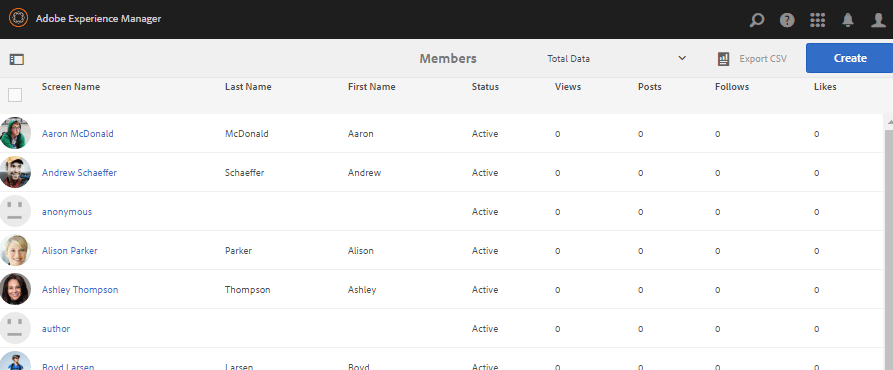 Adobe Experience Manager
Members Total Data Export CSV Create
Screen Name Last Name First Name Status Views Posts Follows Likes
Aaron McDonald McDonald Aaron Active 0 0 0 0
Andrew Schaeffer Schaeffer Andrew Active 0 0 0 0
anonymous Active 0 0 0 0
Alison Parker Parker Alison Active 0 0 0 0
Ashley Thompson Thompson Ashley Active 0 0 0 0
author Active 0 0 0 0
Boyd Larsen Larsen Boyd Active 0 0 0 0